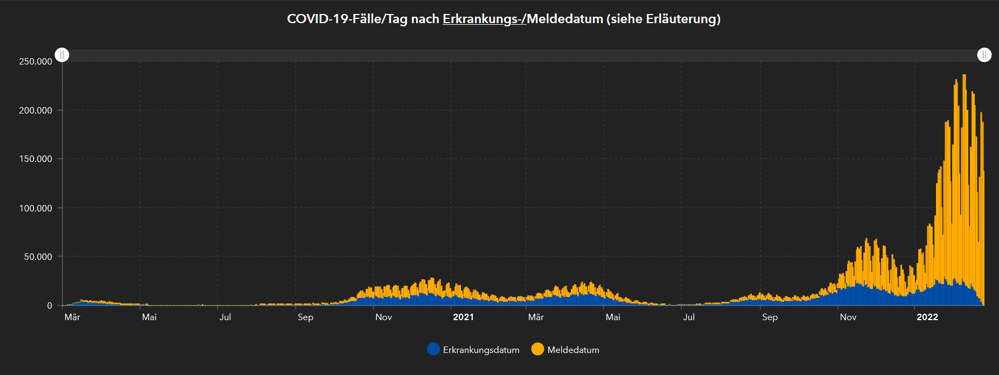 COVID-19-Fälle/Tag nach Erkrankungs-/Meldedatum (siehe Erläuterung)
250.000
200.000
150.000
100.000
50.000
0
Mär Mai Jul Sep Nov 2021 Mär Mai Jul Sep Nov 2022
Erkrankungsdatum Meldedatum